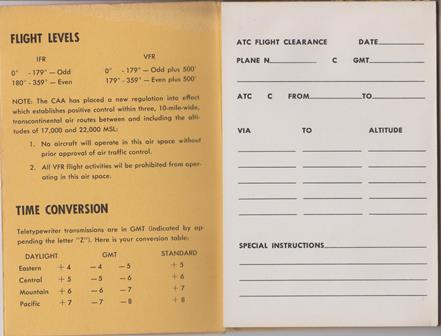 FLIGHT LEVELS
IFR VFR
0° -179° — Odd 0° -179° — Odd plus 500'
180° -359° — Even 179° -359° — Even plus 500'
NOTE: The CAA has placed a new regulation into effect
which establishes positive control within three, 10-mile-wide,
transcontinental air routes between and including the alti-
tudes of 17,000 and 22,000 MSL:
1. No aircraft will operate in this air space without
prior approval of air traffic control.
2. All VFR flight activities will be prohibited from oper-
ating in this air space.
TIME CONVERSION
Teletypewriter transmissions are in GMT (indicated by ap-
pending the letter "Z"). Here is your conversion table:
DAYLIGHT GMT STANDARD
Eastern + 4 — 4 — 5 + 5
Central + 5 — 5 — 6 + 6
Mountain + 6 — 6 — 7 + 7
Pacific + 7 — 7 — 8 + 8
ATC FLIGHT CLEARANCE DATE
PLANE N C GMT
ATC C FROM TO
VIA TO ALTITUDE
SPECIAL INSTRUCTIONS